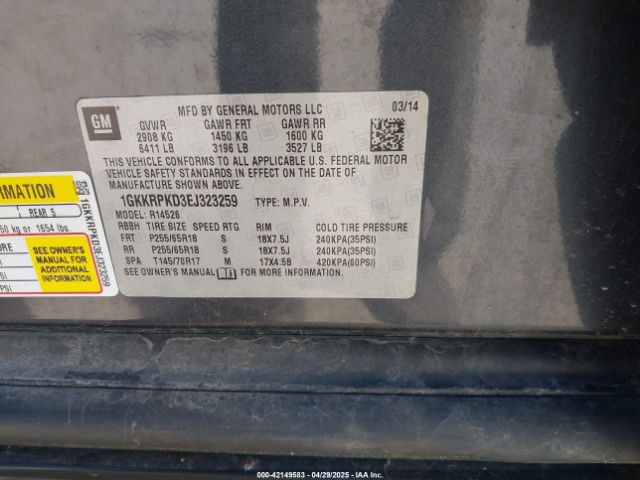 GM
MFD BY GENERAL MOTORS LLC
03/14
GVWR GAWR FRT GAWR RR
2908 KG 1450 KG 1600 KG
6411 LB 3196 LB 3527 LB
THIS VEHICLE CONFORMS TO ALL APPLICABLE U.S. FEDERAL MOTOR
VEHICLE SAFETY STANDARDS IN EFFECT ON THE DATE OF
MANUFACTURE SHOWN ABOVE.
1GKKRPKD3EJ323259 TYPE: M.P.V.
MODEL: R14526
RBBH TIRE SIZE SPEED RTG RIM COLD TIRE PRESSURE
FRT P255/65R18 S 18X7.5J 240KPA(35PSI)
RR P255/65R18 S 18X7.5J 240KPA(35PSI)
SPA T145/70R17 M 17X4.5B 420KPA(60PSI)
SEE OWNER'S MANUAL FOR MORE INFORMATION.
RMATION
REAR 5
kg or 1654 lbs.
SEE OWNER'S
MANUAL FOR
ADDITIONAL
INFORMATION
1GKKRPKD3EJ323259
000-42149583 - 04/29/2025 - IAA Inc.